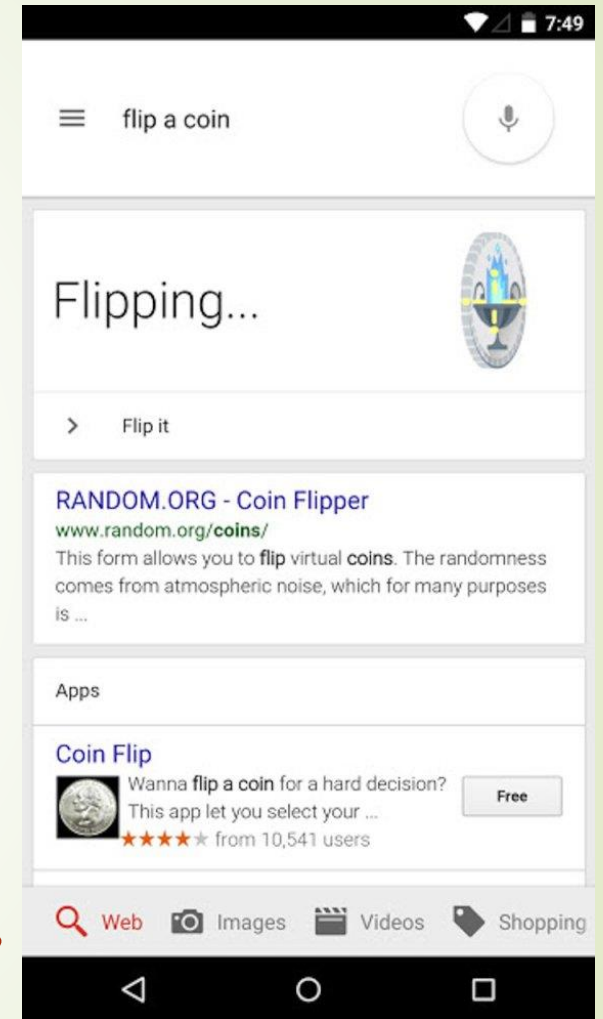 7:49
flip a coin
Flipping...
Flip it
RANDOM.ORG - Coin Flipper
www.random.org/coins/
This form allows you to flip virtual coins. The randomness
comes from atmospheric noise, which for many purposes
is ...
Apps
Coin Flip
Wanna flip a coin for a hard decision?
This app let you select your ...
from 10,541 users
Free
Web Images Videos Shopping